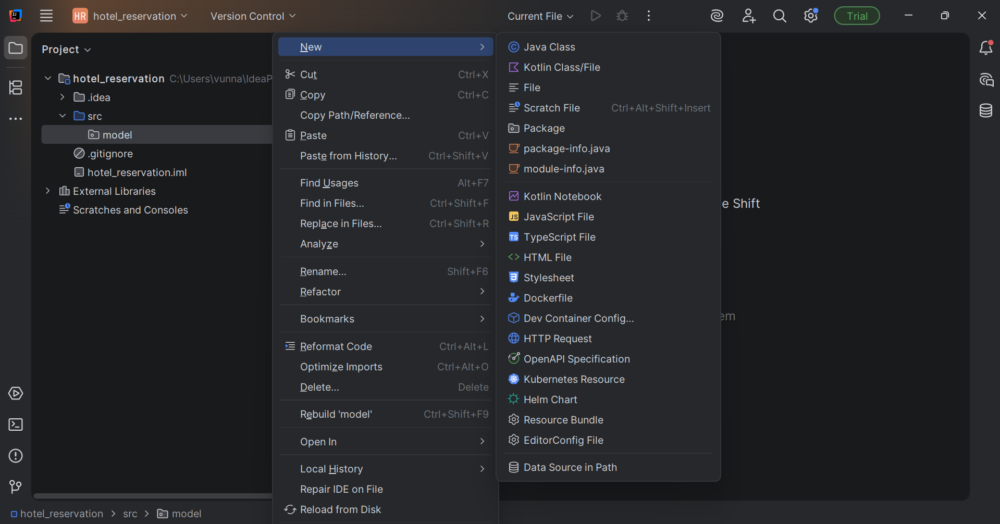 HR hotel_reservation Version Control Current File Trial
Project
hotel_reservation C:\Users\vunna\IdeaP
.idea
src
model
.gitignore
hotel_reservation.iml
External Libraries
Scratches and Consoles
New
Cut Ctrl+X
Copy Ctrl+C
Copy Path/Reference...
Paste Ctrl+V
Paste from History... Ctrl+Shift+V
Find Usages Alt+F7
Find in Files... Ctrl+Shift+F
Replace in Files... Ctrl+Shift+R
Analyze
Rename... Shift+F6
Refactor
Bookmarks
Reformat Code Ctrl+Alt+L
Optimize Imports Ctrl+Alt+O
Delete... Delete
Rebuild 'model' Ctrl+Shift+F9
Open In
Local History
Repair IDE on File
Reload from Disk
Java Class
Kotlin Class/File
File
Scratch File Ctrl+Alt+Shift+Insert
Package
package-info.java
module-info.java
Kotlin Notebook
JS JavaScript File
TS TypeScript File
HTML File
Stylesheet
Dockerfile
Dev Container Config...
HTTP Request
OpenAPI Specification
Kubernetes Resource
Helm Chart
Resource Bundle
EditorConfig File
Data Source in Path
e Shift
em
hotel_reservation > src > model